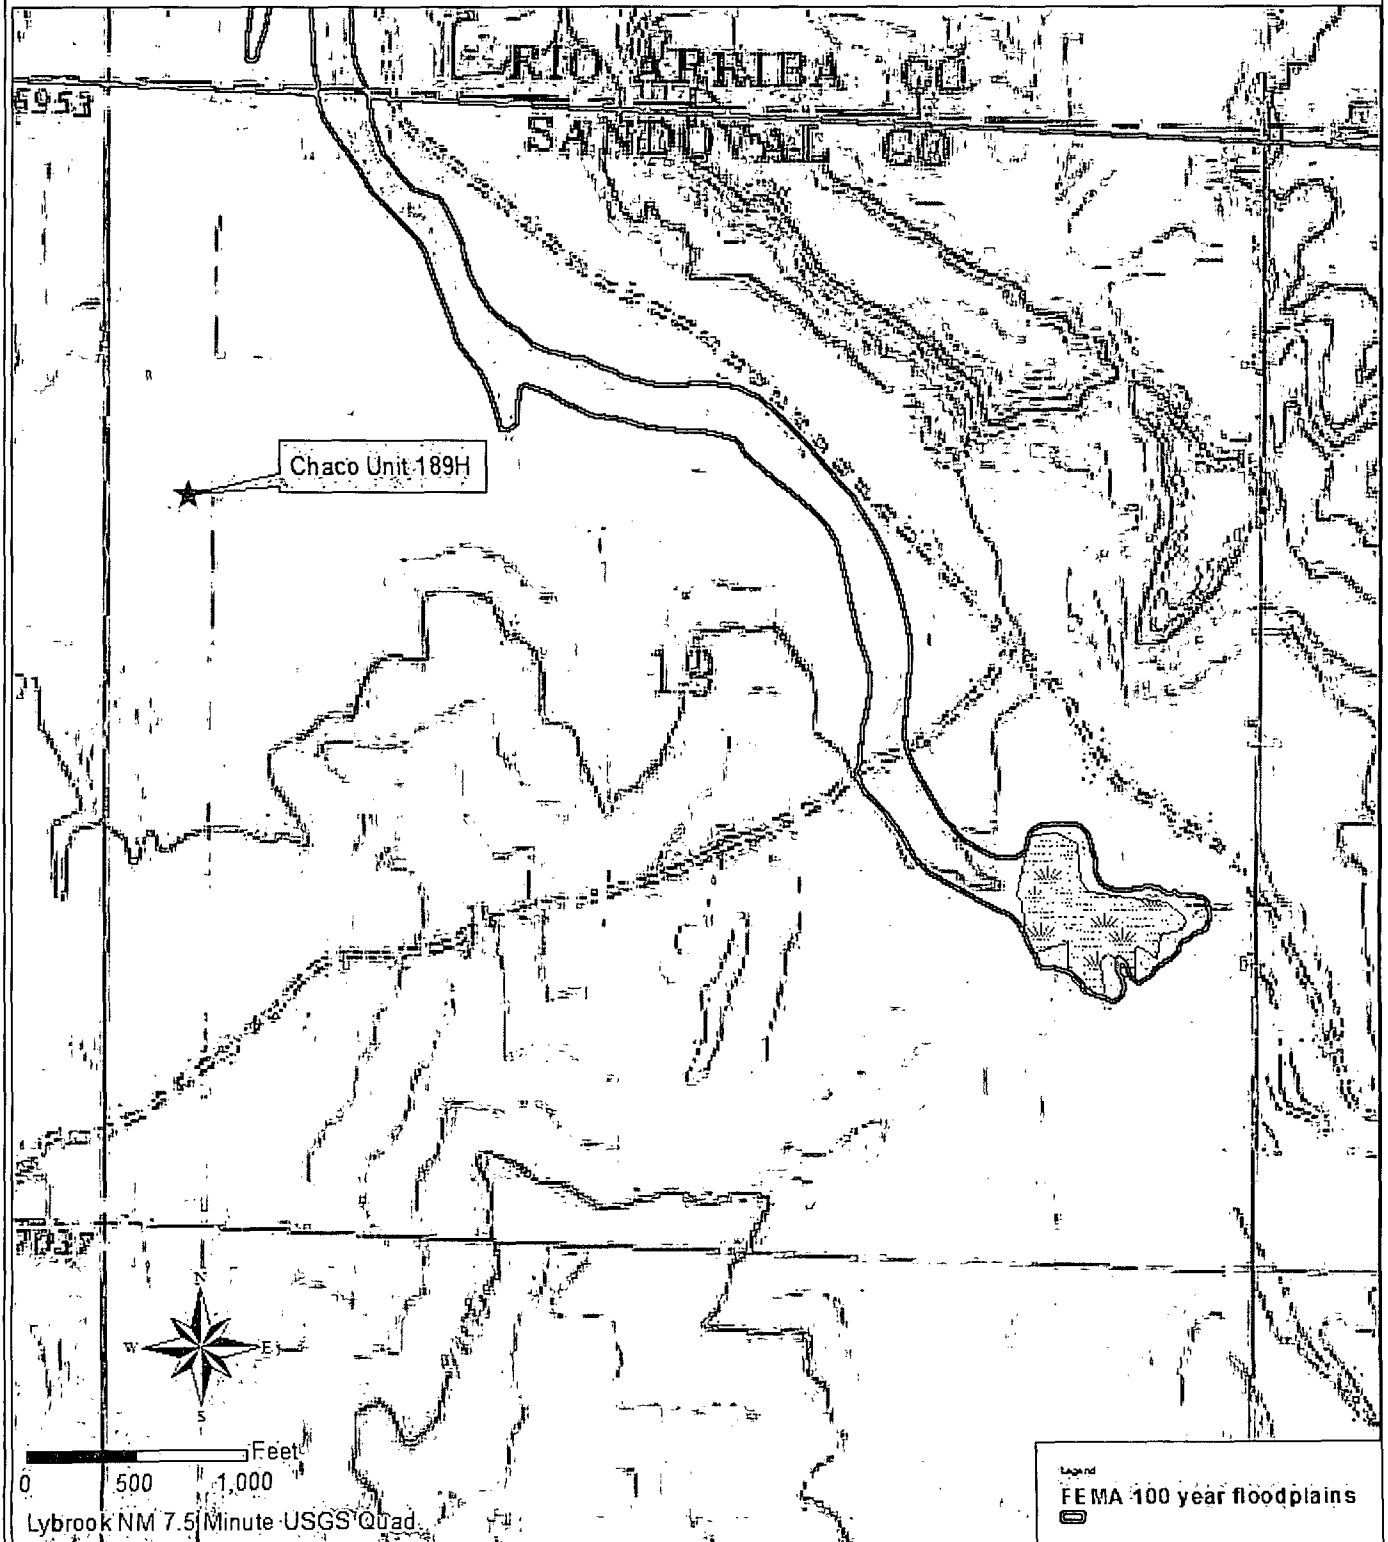 RIO ARRIBA CO
6953
SANDOVAL CO
Chaco Unit 189H
19
N
W E
S
Feet
0 500 1,000
Lybrook NM 7.5 Minute USGS Quad
Legend
FEMA 100 year floodplains